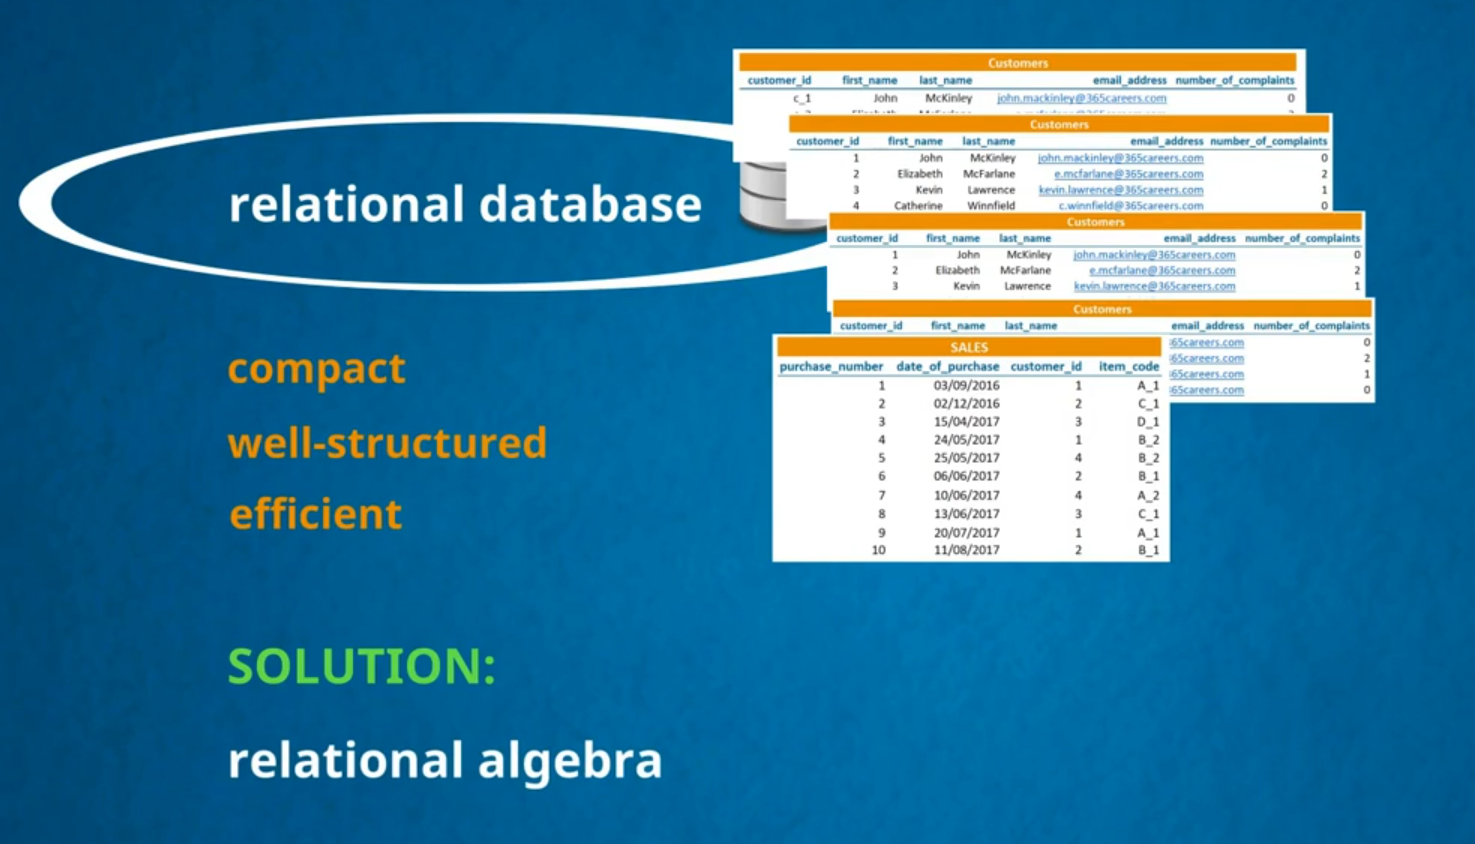 relational database
compact
well-structured
efficient
SOLUTION:
relational algebra
Customers
customer_id first_name last_name email_address number_of_complaints
c_1 John McKinley john.mackinley@365careers.com 0
Customers
customer_id first_name last_name email_address number_of_complaints
1 John McKinley john.mackinley@365careers.com 0
2 Elizabeth McFarlane e.mcfarlane@365careers.com 2
3 Kevin Lawrence kevin.lawrence@365careers.com 1
4 Catherine Winnfield c.winnfield@365careers.com 0
Customers
customer_id first_name last_name email_address number_of_complaints
1 John McKinley john.mackinley@365careers.com 0
2 Elizabeth McFarlane e.mcfarlane@365careers.com 2
3 Kevin Lawrence kevin.lawrence@365careers.com 1
Customers
customer_id first_name last_name email_address number_of_complaints
365careers.com 0
365careers.com 2
365careers.com 1
365careers.com 0
SALES
purchase_number date_of_purchase customer_id item_code
1 03/09/2016 1 A_1
2 02/12/2016 2 C_1
3 15/04/2017 3 D_1
4 24/05/2017 1 B_2
5 25/05/2017 4 B_2
6 06/06/2017 2 B_1
7 10/06/2017 4 A_2
8 13/06/2017 3 C_1
9 20/07/2017 1 A_1
10 11/08/2017 2 B_1